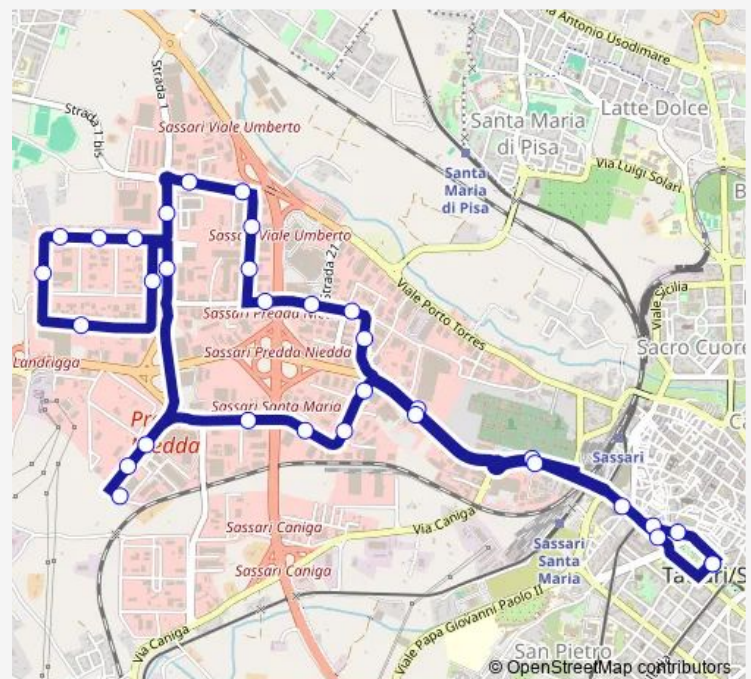 Via Antonio Usodimare
Strada 1
Latte Dolce
Strada 1 bis
Sassari Viale Umberto
Santa Maria
di Pisa
Via Luigi Solari
Santa
Maria
di Pisa
Strada 21
Viale Porto Torres
Viale Sicilia
Sassari Predda Niedda
Sacro Cuore
Landrigga
Sassari Santa Maria
Sassari
Via Caniga
Sassari Caniga
Sassari
Santa
Maria
Sassari Caniga
Via Caniga
Viale Papa Giovanni Paolo II
San Pietro
© OpenStreetMap contributors